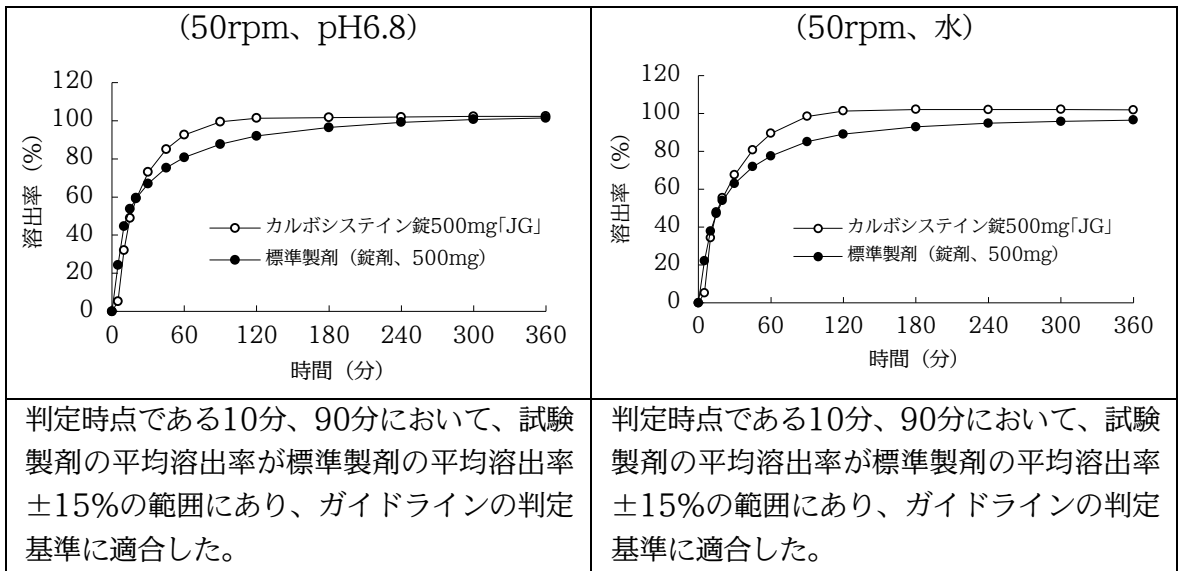 (50rpm、pH6.8)
120
100
80
60
40
20
0
溶出率(%)
カルボシステイン錠500mg「JG」
標準製剤(錠剤、500mg)
0 60 120 180 240 300 360
時間(分)
判定時点である10分、90分において、試験
製剤の平均溶出率が標準製剤の平均溶出率
±15%の範囲にあり、ガイドラインの判定
基準に適合した。
(50rpm、水)
120
100
80
60
40
20
0
溶出率(%)
カルボシステイン錠500mg「JG」
標準製剤(錠剤、500mg)
0 60 120 180 240 300 360
時間(分)
判定時点である10分、90分において、試験
製剤の平均溶出率が標準製剤の平均溶出率
±15%の範囲にあり、ガイドラインの判定
基準に適合した。